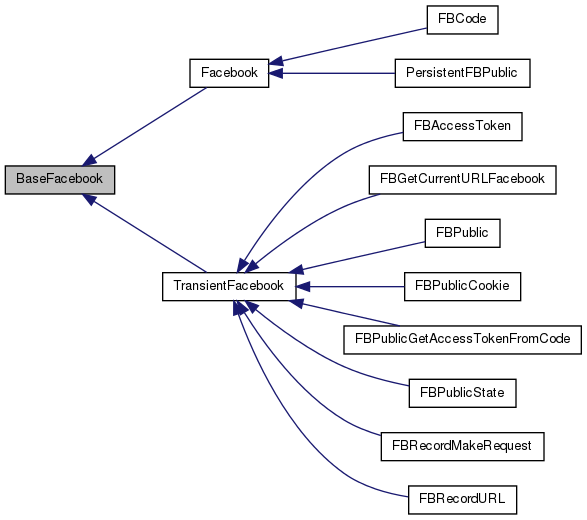 FBCode
Facebook
PersistentFBPublic
FBAccessToken
BaseFacebook
FBGetCurrentURLFacebook
FBPublic
TransientFacebook
FBPublicCookie
FBPublicGetAccessTokenFromCode
FBPublicState
FBRecordMakeRequest
FBRecordURL